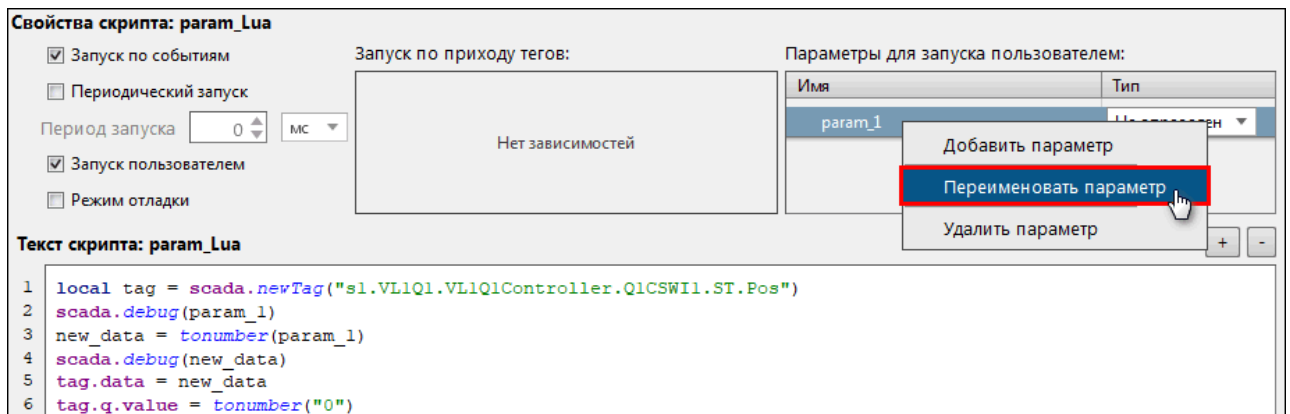 Свойства скрипта: param_Lua
Запуск по событиям
Запуск по приходу тегов:
Параметры для запуска пользователем:
Периодический запуск
Имя
Тип
Период запуска
0
мс
param_1
Нет зависимостей
Добавить параметр
Запуск пользователем
Переименовать параметр
Режим отладки
Удалить параметр
Текст скрипта: param_Lua
+
-
1 local tag = scada.newTag("s1.VL1Q1.VL1Q1Controller.Q1CSWI1.ST.Pos")
2 scada.debug(param_1)
3 new_data = tonumber(param_1)
4 scada.debug(new_data)
5 tag.data = new_data
6 tag.q.value = tonumber("0")